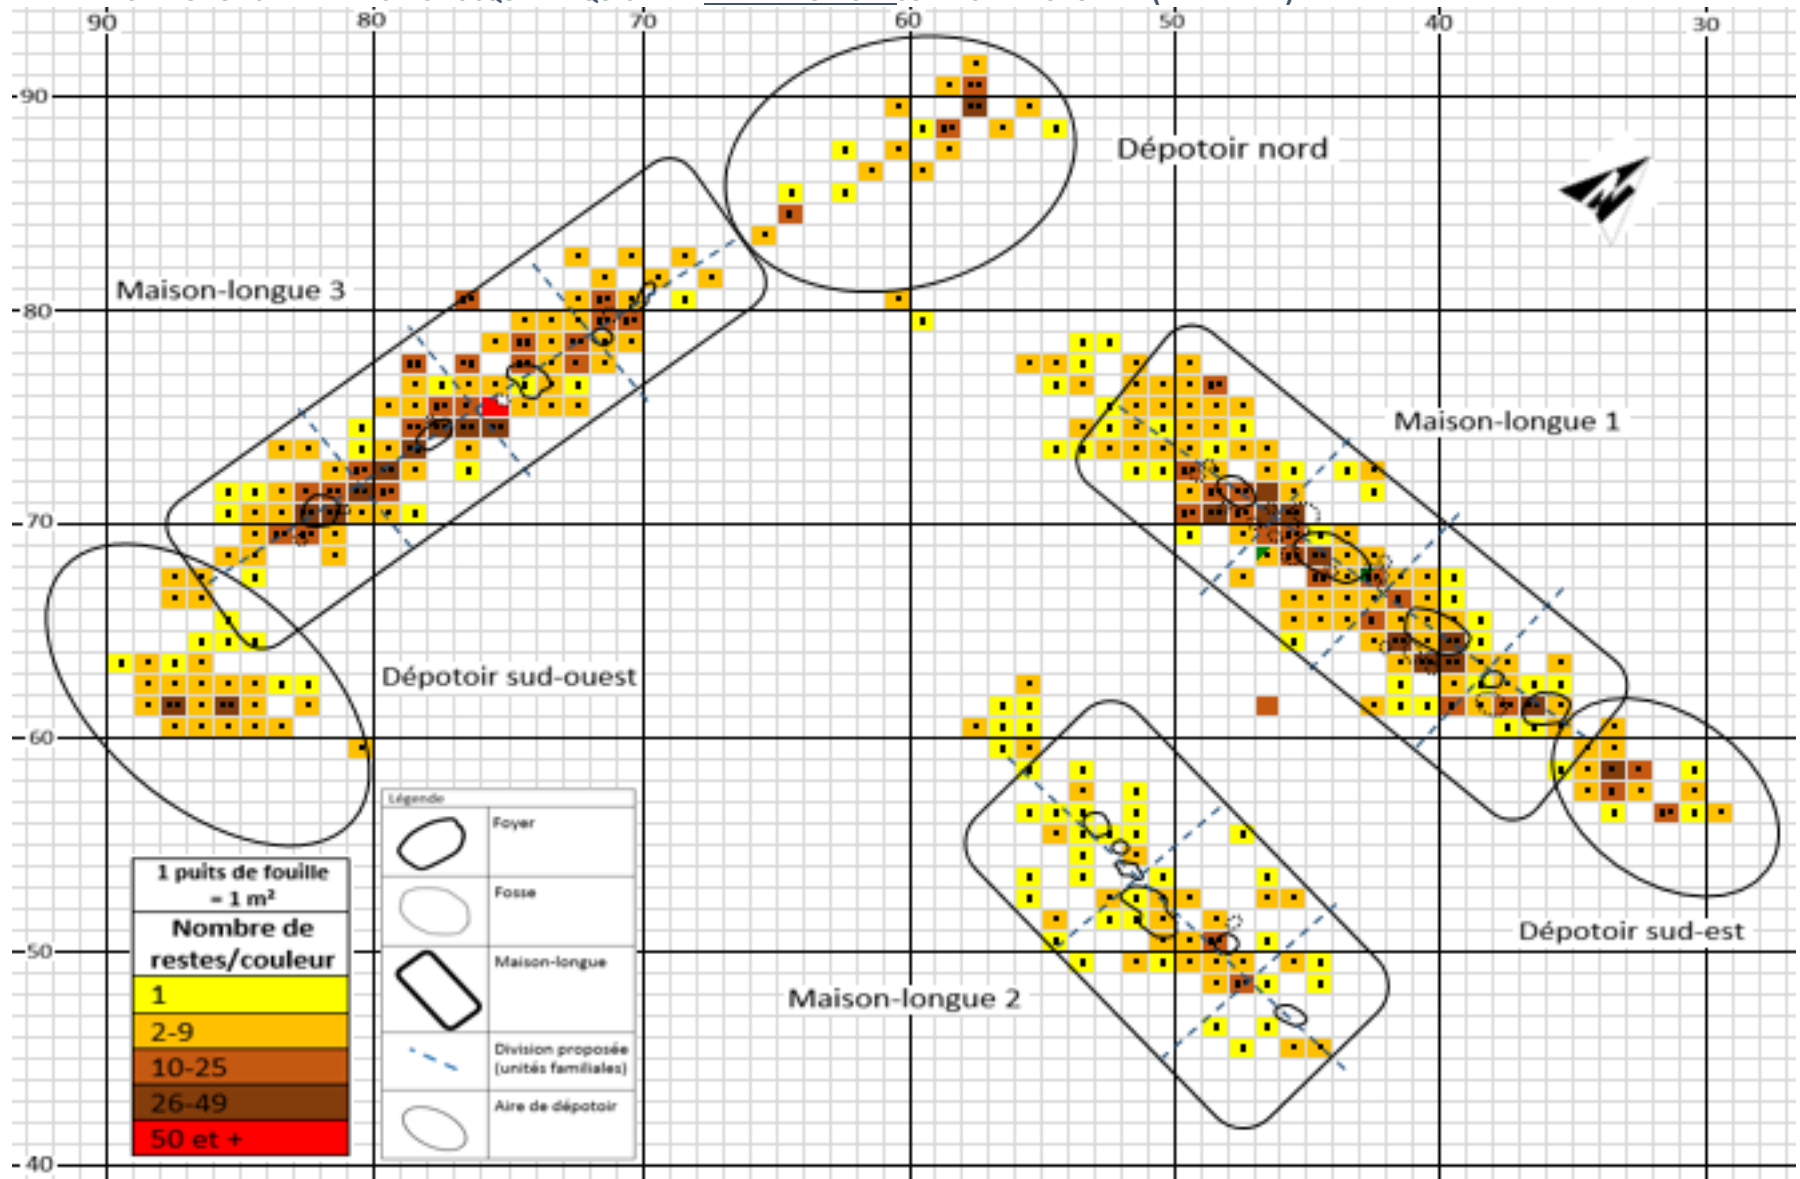 90 80 70 60 50 40 30
90
Dépotoir nord
Maison-longue 3
80
Maison-longue 1
70
Dépotoir sud-ouest
60
Légende
Foyer
Fosse
Maison-longue
Division proposée
(unités familiales)
Aire de dépotoir
1 puits de fouille
= 1 m²
Nombre de
restes/couleur
1
2-9
10-25
26-49
50 et +
Dépotoir sud-est
50
Maison-longue 2
40
N